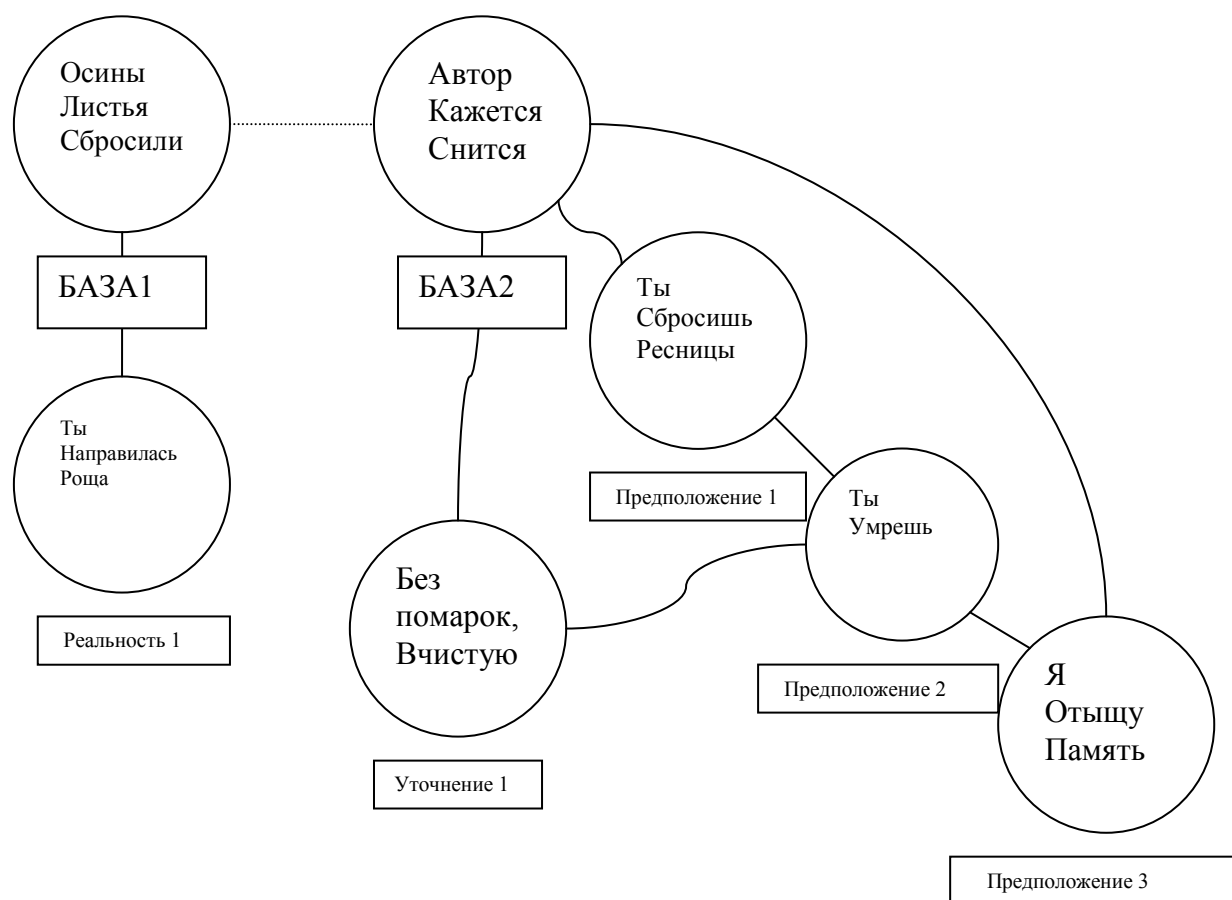 Осины
Листья
Сбросили
Автор
Кажется
Снится
БАЗА1
БАЗА2
Ты
Сбросишь
Ресницы
Ты
Направилась
Роща
Предположение 1
Ты
Умрешь
Без
помарок,
Вчистую
Реальность 1
Предположение 2
Я
Отыщу
Память
Уточнение 1
Предположение 3